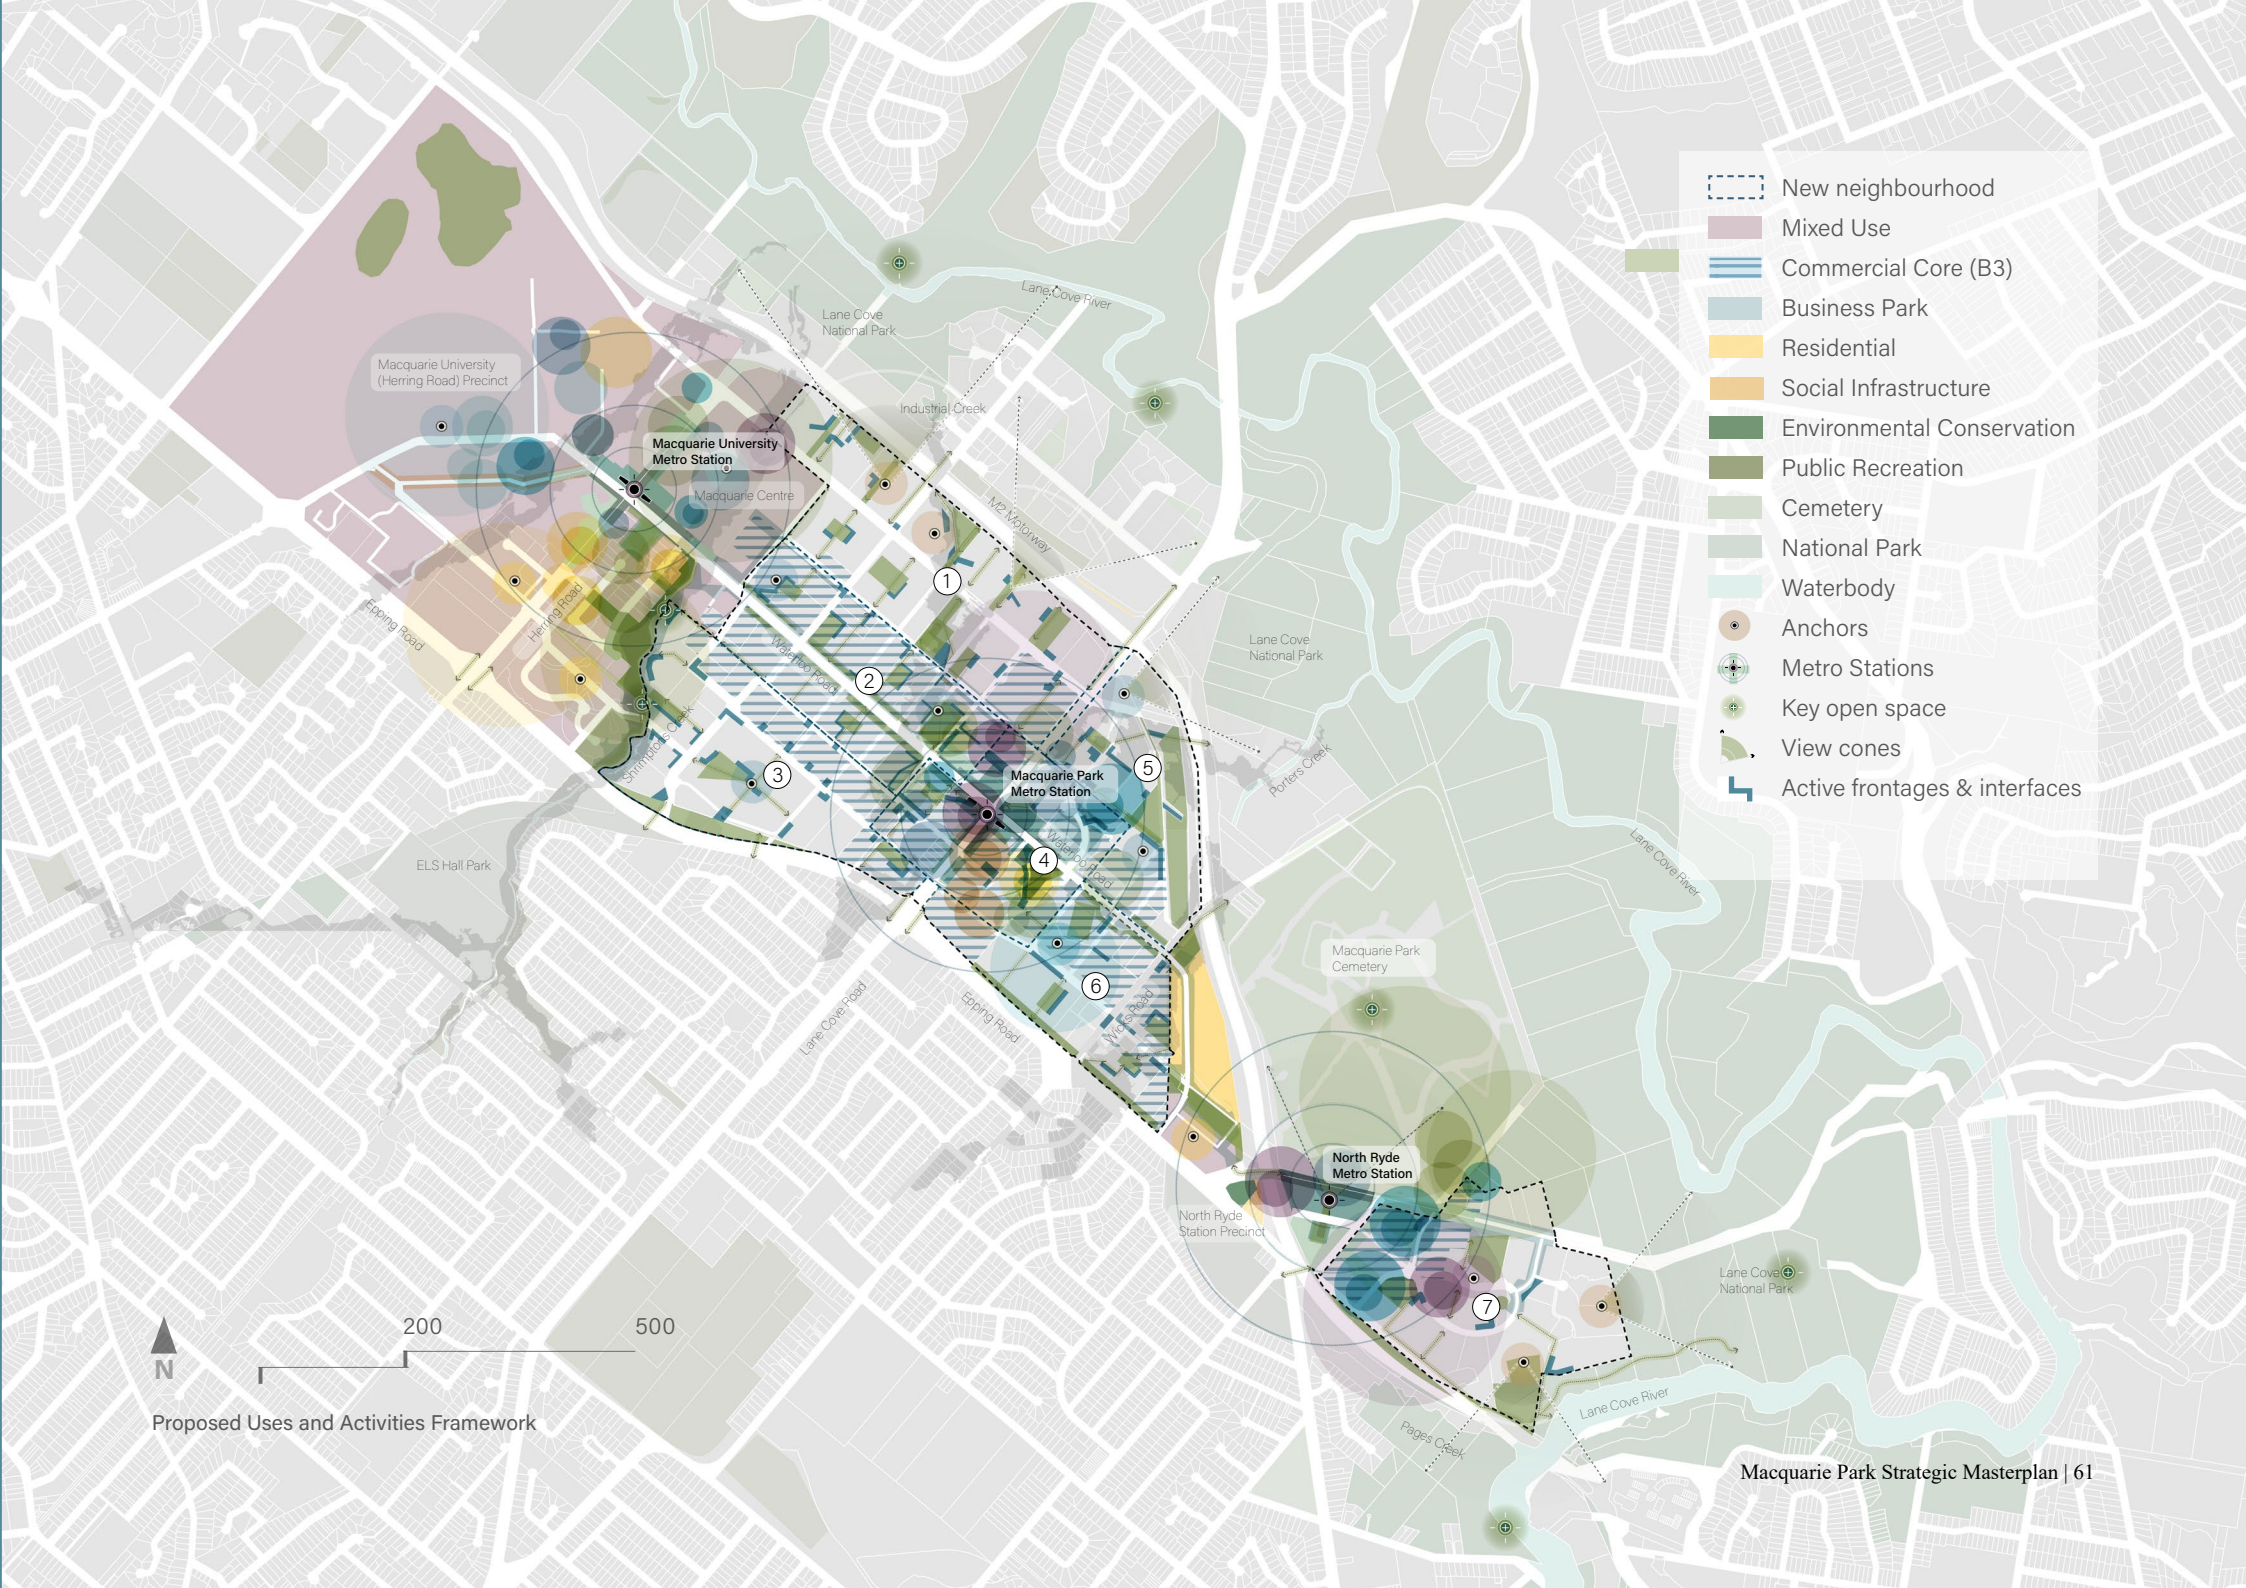 New neighbourhood
Mixed Use
Commercial Core (B3)
Business Park
Residential
Social Infrastructure
Environmental Conservation
Public Recreation
Cemetery
National Park
Waterbody
Anchors
Metro Stations
Key open space
View cones
Active frontages & interfaces
Lane Cove River
Lane Cove
National Park
Macquarie University
(Herring Road) Precinct
Industrial Creek
Macquarie University
Metro Station
Macquarie Centre
M2 Motorway
1
Epping Road
Herring Road
Lane Cove
National Park
Waterloo Road
2
Shrimptons Creek
3
5
Porters Creek
Macquarie Park
Metro Station
Waterloo Road
4
Lane Cove River
ELS Hall Park
Macquarie Park
Cemetery
6
Wicks Road
Lane Cove Road
Epping Road
North Ryde
Metro Station
North Ryde
Station Precinct
Lane Cove
National Park
7
Lane Cove River
Pages Creek
N
200
500
Proposed Uses and Activities Framework
Macquarie Park Strategic Masterplan | 61